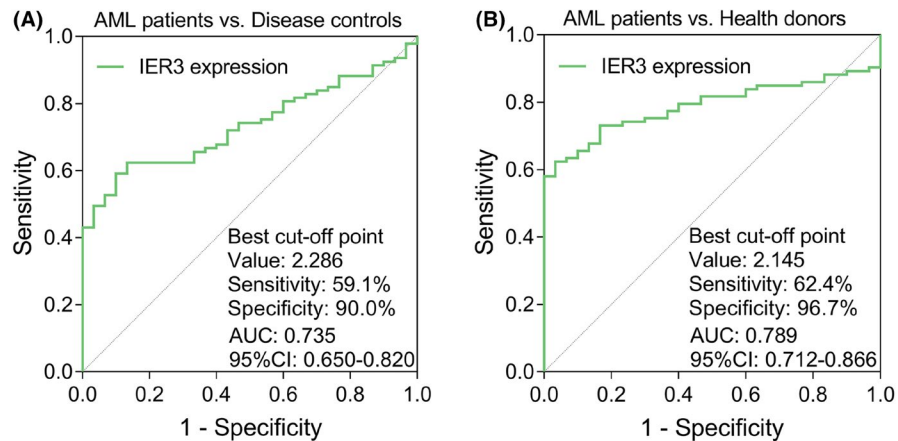 (A) AML patients vs. Disease controls
IER3 expression
1.0
0.8
0.6
0.4
0.2
0.0
Sensitivity
Best cut-off point
Value: 2.286
Sensitivity: 59.1%
Specificity: 90.0%
AUC: 0.735
95%CI: 0.650-0.820
0.0 0.2 0.4 0.6 0.8 1.0
1 - Specificity
(B) AML patients vs. Health donors
IER3 expression
1.0
0.8
0.6
0.4
0.2
0.0
Sensitivity
Best cut-off point
Value: 2.145
Sensitivity: 62.4%
Specificity: 96.7%
AUC: 0.789
95%CI: 0.712-0.866
0.0 0.2 0.4 0.6 0.8 1.0
1 - Specificity